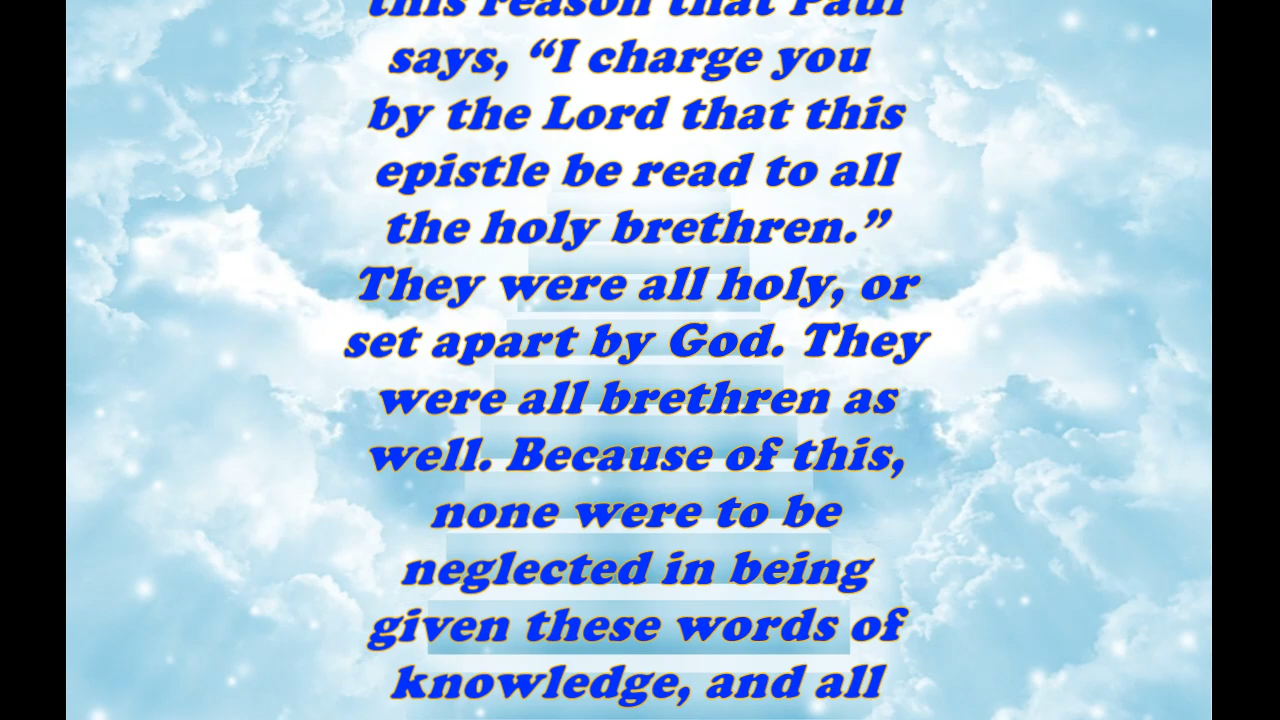 this reason that Paul
says, “I charge you
by the Lord that this
epistle be read to all
the holy brethren.”
They were all holy, or
set apart by God. They
were all brethren as
well. Because of this,
none were to be
neglected in being
given these words of
knowledge, and all